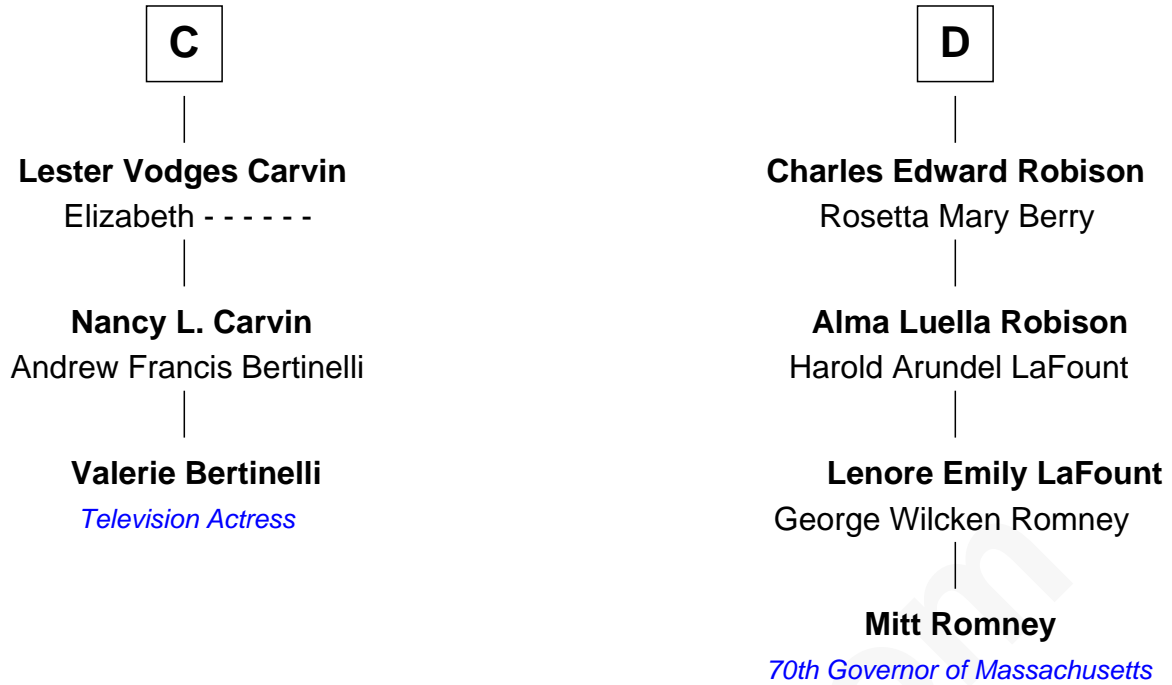 C
Lester Vodges Carvin
Elizabeth - - - - - -
Nancy L. Carvin
Andrew Francis Bertinelli
Valerie Bertinelli
Television Actress
D
Charles Edward Robison
Rosetta Mary Berry
Alma Luella Robison
Harold Arundel LaFount
Lenore Emily LaFount
George Wilcken Romney
Mitt Romney
70th Governor of Massachusetts